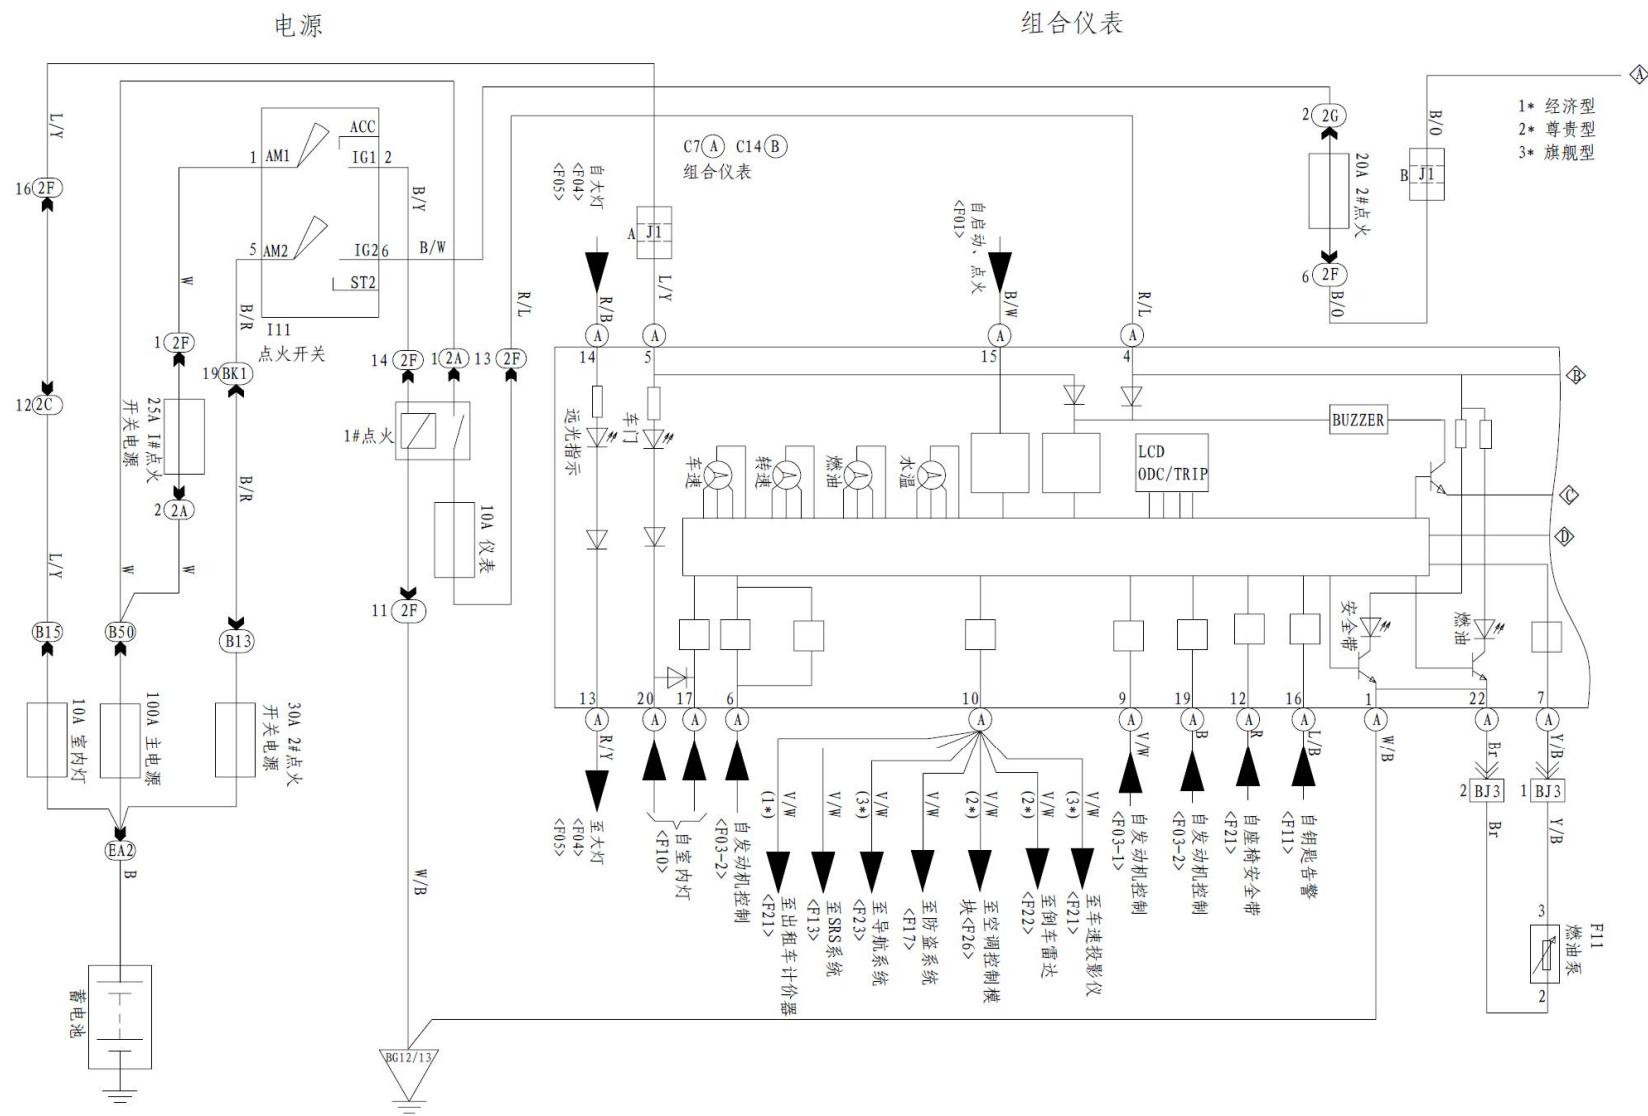 电源
组合仪表
L/Y
16 2F
12 2C
L/Y
B15
10A 室内灯
W
B50
100A 主电源
EA2
B
蓄电池
1 AM1
5 AM2
ACC
IG1 2
IG2 6
ST2
I11
点火开关
W
1 2F
25A I#点火
开关电源
2 2A
W
B/R
19 BK1
B/R
B13
30A 2#点火
开关电源
B/Y
B/W
14 2F
1 2A
13 2F
R/L
1#点火
10A 仪表
11 2F
W/B
BG12/13
C7 A C14 B
组合仪表
自大灯
<F04>
<F05>
R/B
A J1
L/Y
自启动、点火
<F01>
B/W
R/L
2 2G
20A 2#点火
6 2F
B/O
B/O
B J1
A
1* 经济型
2* 尊贵型
3* 旗舰型
A
14
A
5
A
15
A
4
B
C
D
远光指示
车门
车速
转速
燃油
水温
LCD
ODC/TRIP
BUZZER
安全带
燃油
13
20
17
6
10
9
19
12
16
1
22
7
A
A
A
A
A
A
A
A
A
A
A
A
R/Y
至大灯
<F04>
<F05>
自室内灯
<F10>
自发动机控制
<F03-2>
V/W
(1*)
至出租车计价器
<F21>
V/W
至SRS系统
<F13>
V/W
(3*)
至导航系统
<F23>
V/W
至防盗系统
<F17>
V/W
(2*)
至空调控制模
块<F26>
V/W
(2*)
至倒车雷达
<F22>
V/W
(3*)
至车速投影仪
<F21>
V/W
自发动机控制
<F03-1>
B
自发动机控制
<F03-2>
R
自座椅安全带
<F21>
L/B
自钥匙告警
<F11>
W/B
Br
2 BJ3
Br
Y/B
1 BJ3
Y/B
3
F11
燃油泵
2